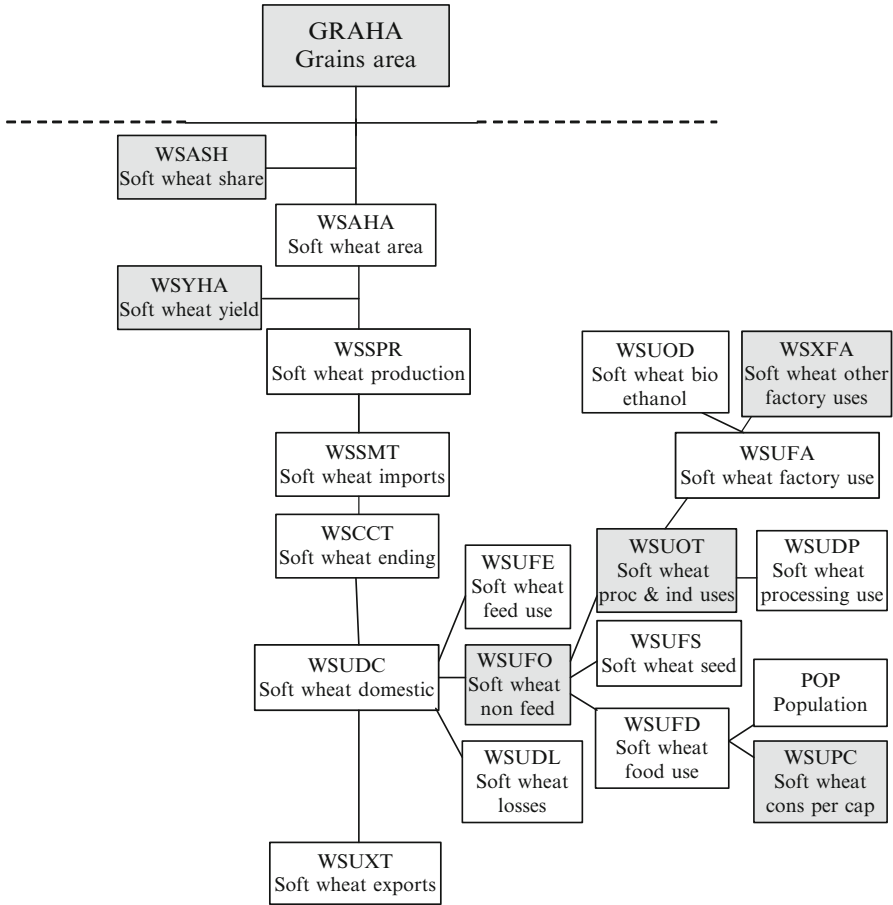 GRAHA
Grains area
WSASH
Soft wheat share
WSAHA
Soft wheat area
WSYHA
Soft wheat yield
WSSPR
Soft wheat production
WSUOD
Soft wheat bio
ethanol
WSXFA
Soft wheat other
factory uses
WSSMT
Soft wheat imports
WSUFA
Soft wheat factory use
WSCCT
Soft wheat ending
WSUFE
Soft wheat
feed use
WSUOT
Soft wheat
proc & ind uses
WSUDP
Soft wheat
processing use
WSUDC
Soft wheat domestic
WSUFO
Soft wheat
non feed
WSUFS
Soft wheat seed
POP
Population
WSUDL
Soft wheat
losses
WSUFD
Soft wheat
food use
WSUPC
Soft wheat
cons per cap
WSUXT
Soft wheat exports